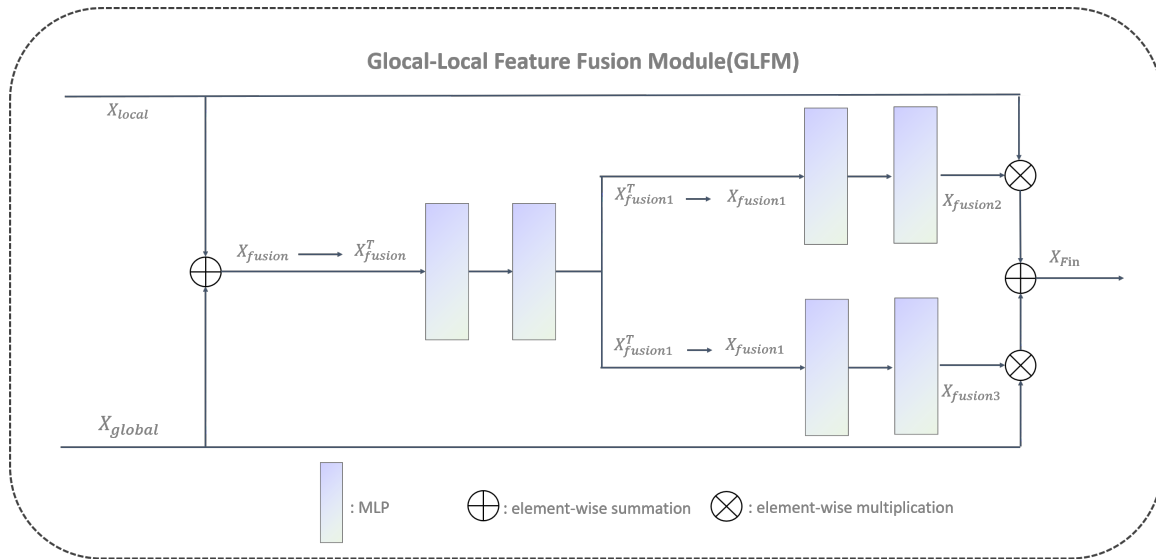 Glocal-Local Feature Fusion Module(GLFM)
X_local
X_fusion → X^T_fusion
X^T_fusion1 → X_fusion1
X_fusion2
X_Fin
X^T_fusion1 → X_fusion1
X_fusion3
X_global
: MLP
: element-wise summation
: element-wise multiplication